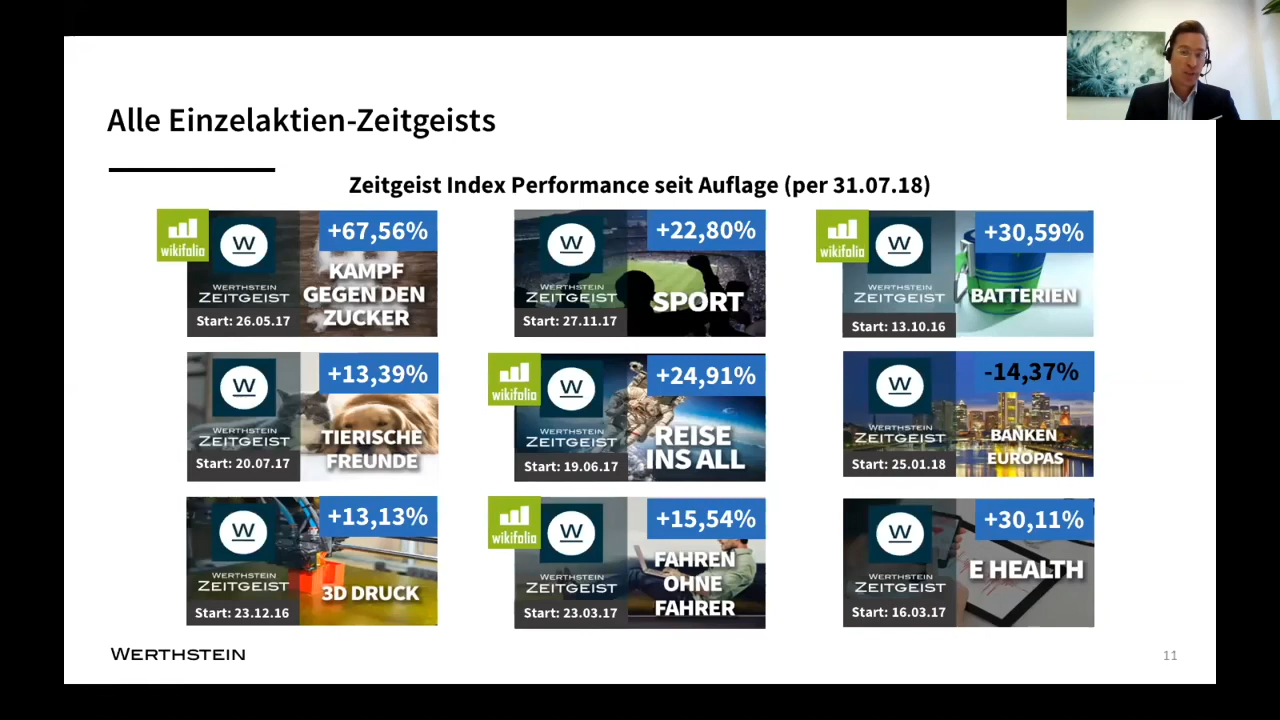 Alle Einzelaktien-Zeitgeists
Zeitgeist Index Performance seit Auflage (per 31.07.18)
wikifolio
W
WERTHSTEIN
ZEITGEIST
Start: 26.05.17
+67,56%
KAMPF
GEGEN DEN
ZUCKER
W
WERTHSTEIN
ZEITGEIST
Start: 27.11.17
+22,80%
SPORT
wikifolio
W
WERTHSTEIN
ZEITGEIST
Start: 13.10.16
+30,59%
BATTERIEN
W
WERTHSTEIN
ZEITGEIST
Start: 20.07.17
+13,39%
TIERISCHE
FREUNDE
wikifolio
W
WERTHSTEIN
ZEITGEIST
Start: 19.06.17
+24,91%
REISE
INS ALL
W
WERTHSTEIN
ZEITGEIST
Start: 25.01.18
-14,37%
BANKEN
EUROPAS
W
WERTHSTEIN
ZEITGEIST
Start: 23.12.16
+13,13%
3D DRUCK
wikifolio
W
WERTHSTEIN
ZEITGEIST
Start: 23.03.17
+15,54%
FAHREN
OHNE
FAHRER
W
WERTHSTEIN
ZEITGEIST
Start: 16.03.17
+30,11%
E HEALTH
WERTHSTEIN
11